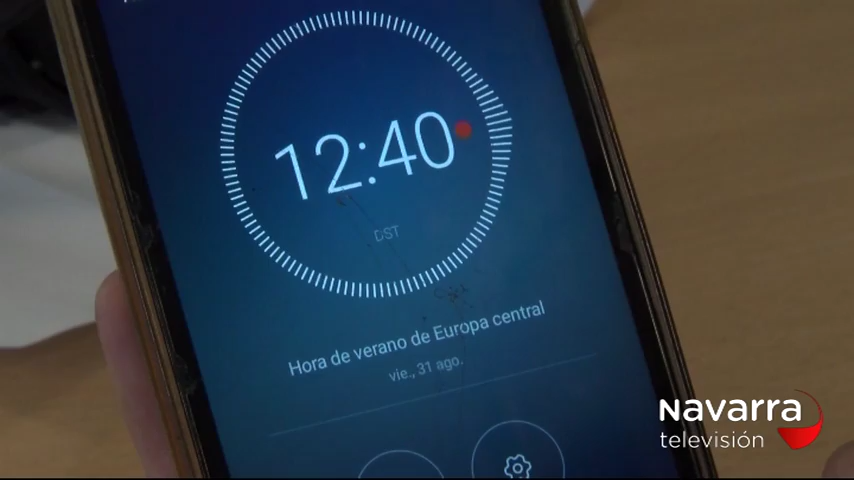 12:40
DST
Hora de verano de Europa central
vie., 31 ago.
Navarra
televisión